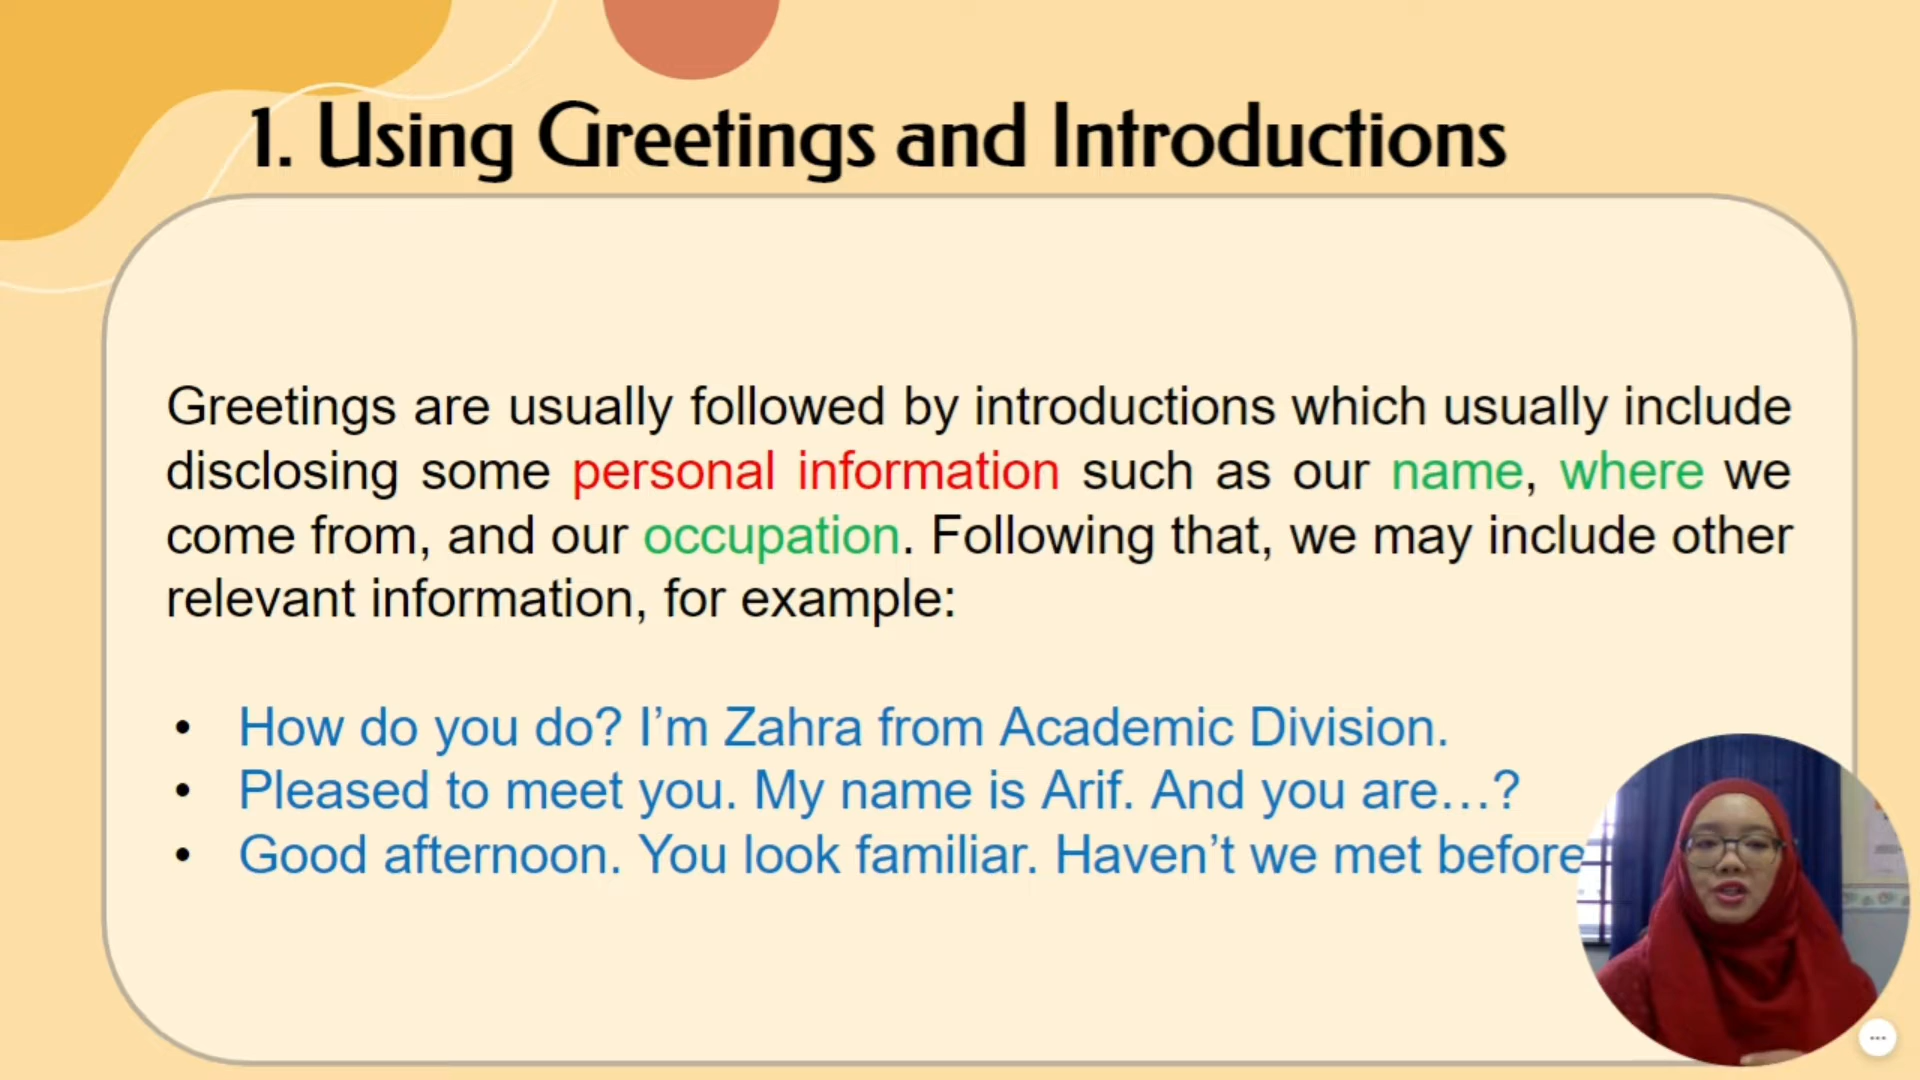 1. Using Greetings and Introductions
Greetings are usually followed by introductions which usually include
disclosing some personal information such as our name, where we
come from, and our occupation. Following that, we may include other
relevant information, for example:
• How do you do? I’m Zahra from Academic Division.
• Pleased to meet you. My name is Arif. And you are…?
• Good afternoon. You look familiar. Haven’t we met before